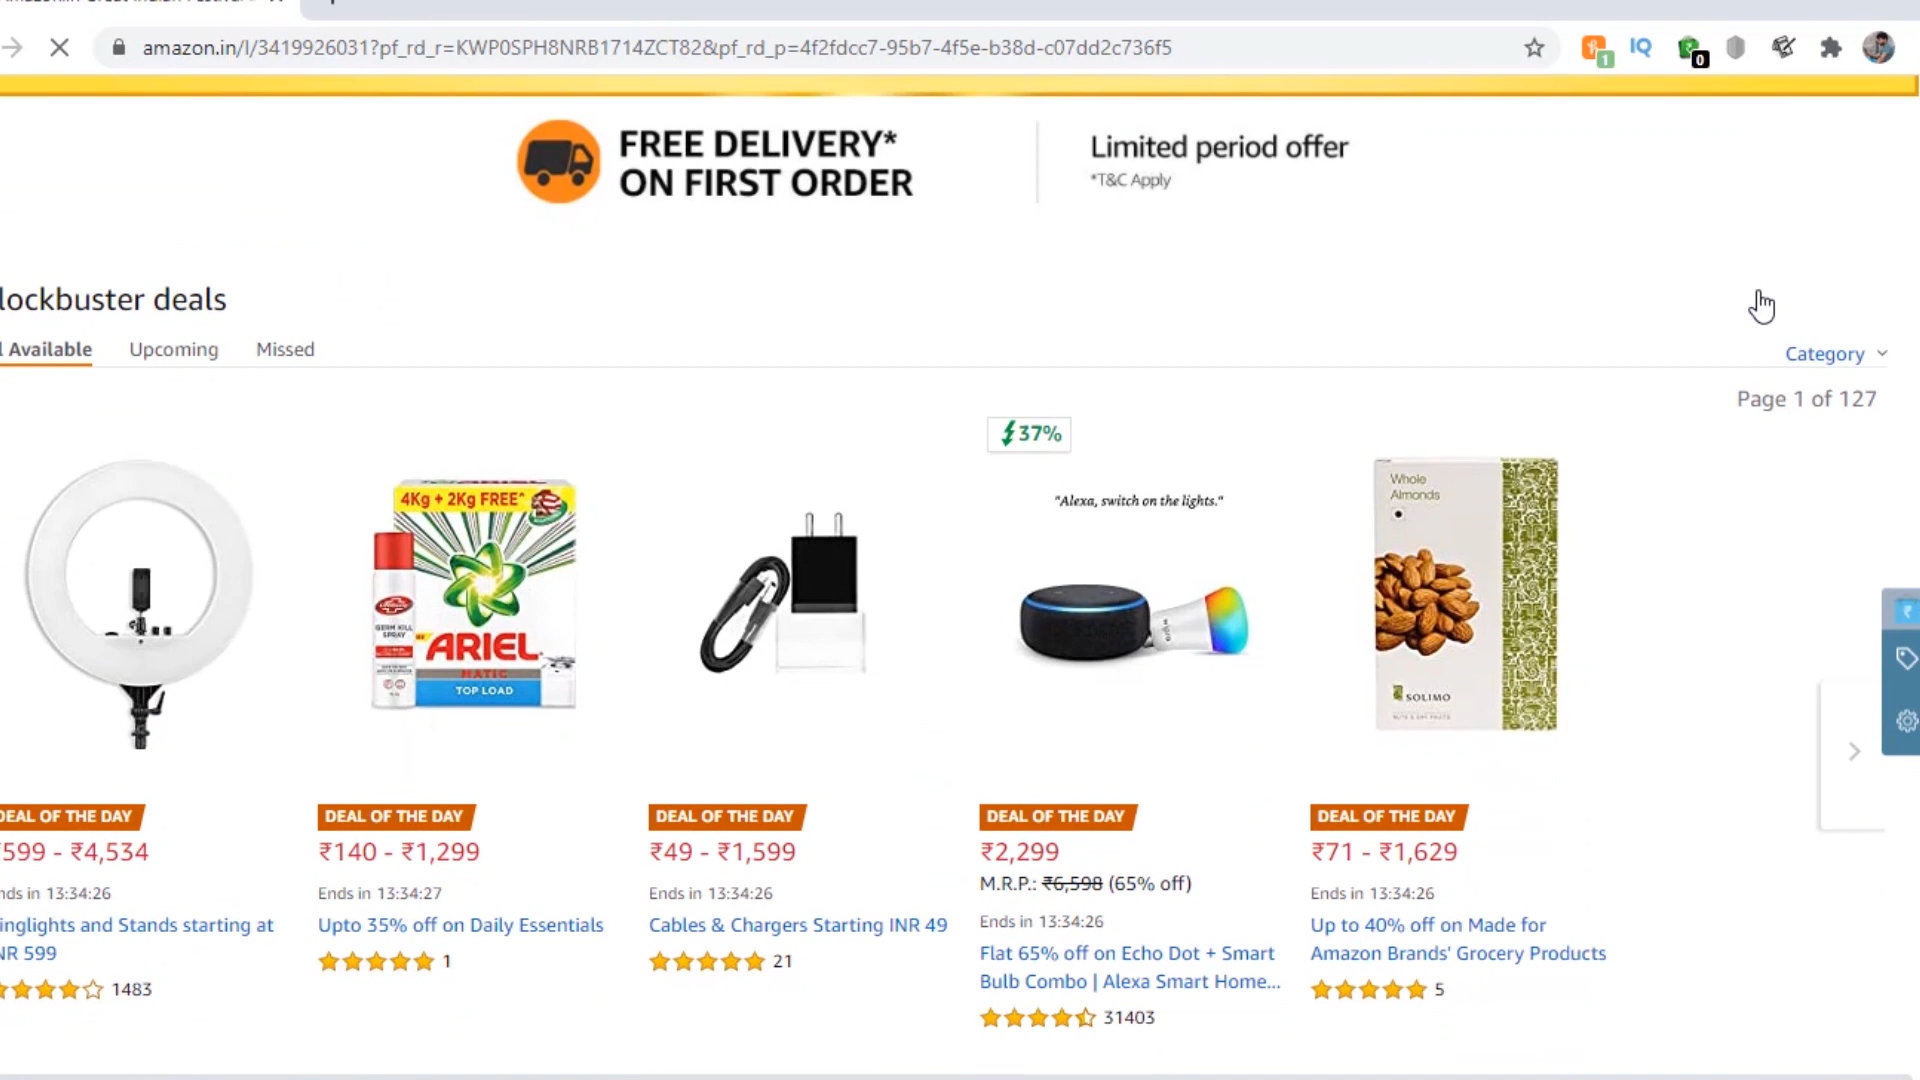 amazon.in/l/3419926031?pf_rd_r=KWP0SPH8NRB1714ZCT82&pf_rd_p=4f2fdcc7-95b7-4f5e-b38d-c07dd2c736f5
IQ
1
0
FREE DELIVERY*
ON FIRST ORDER
Limited period offer
*T&C Apply
lockbuster deals
l Available Upcoming Missed
Category
Page 1 of 127
37%
"Alexa, switch on the lights."
4Kg + 2Kg FREE*
GERM KILL
SPRAY
ARIEL
MATIC
TOP LOAD
Whole
Almonds
SOLIMO
DEAL OF THE DAY
₹599 - ₹4,534
nds in 13:34:26
inglights and Stands starting at
NR 599
1483
DEAL OF THE DAY
₹140 - ₹1,299
Ends in 13:34:27
Upto 35% off on Daily Essentials
1
DEAL OF THE DAY
₹49 - ₹1,599
Ends in 13:34:26
Cables & Chargers Starting INR 49
21
DEAL OF THE DAY
₹2,299
M.R.P.: ₹6,598 (65% off)
Ends in 13:34:26
Flat 65% off on Echo Dot + Smart
Bulb Combo | Alexa Smart Home...
31403
DEAL OF THE DAY
₹71 - ₹1,629
Ends in 13:34:26
Up to 40% off on Made for
Amazon Brands' Grocery Products
5
₹